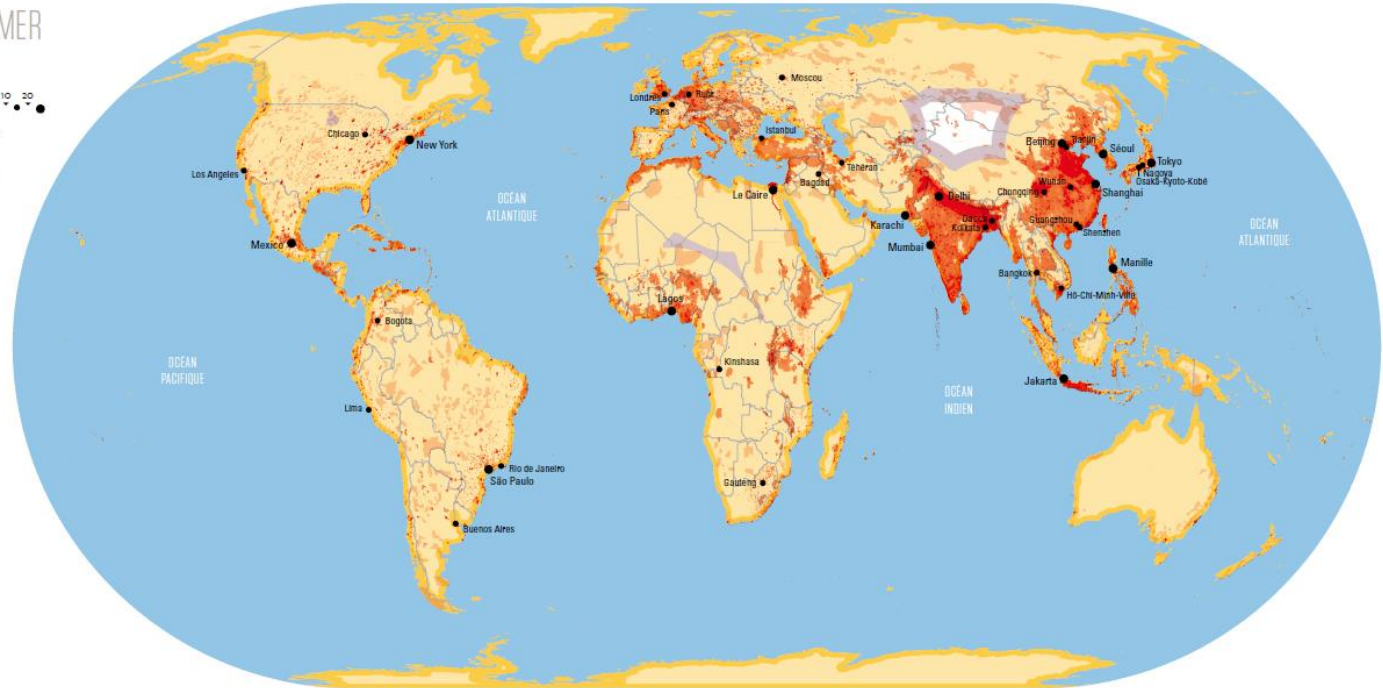 MER
10 20
Moscou
Londres
Ruhr
Paris
Chicago
New York
Istanbul
Beijing
Tianjin
Séoul
Tokyo
Nagoya
Osaka-Kyoto-Kobé
Los Angeles
Téhéran
Bagdad
Le Caire
Delhi
Chongqing
Wuhan
Shanghai
OCÉAN
ATLANTIQUE
Karachi
Dacca
Kolkata
Guangzhou
Shenzhen
OCÉAN
ATLANTIQUE
Mexico
Mumbai
Bangkok
Manille
Hô-Chi-Minh-Ville
Lagos
Bogota
OCÉAN
PACIFIQUE
Kinshasa
Jakarta
OCÉAN
INDIEN
Lima
Rio de Janeiro
São Paulo
Gauteng
Buenos Aires